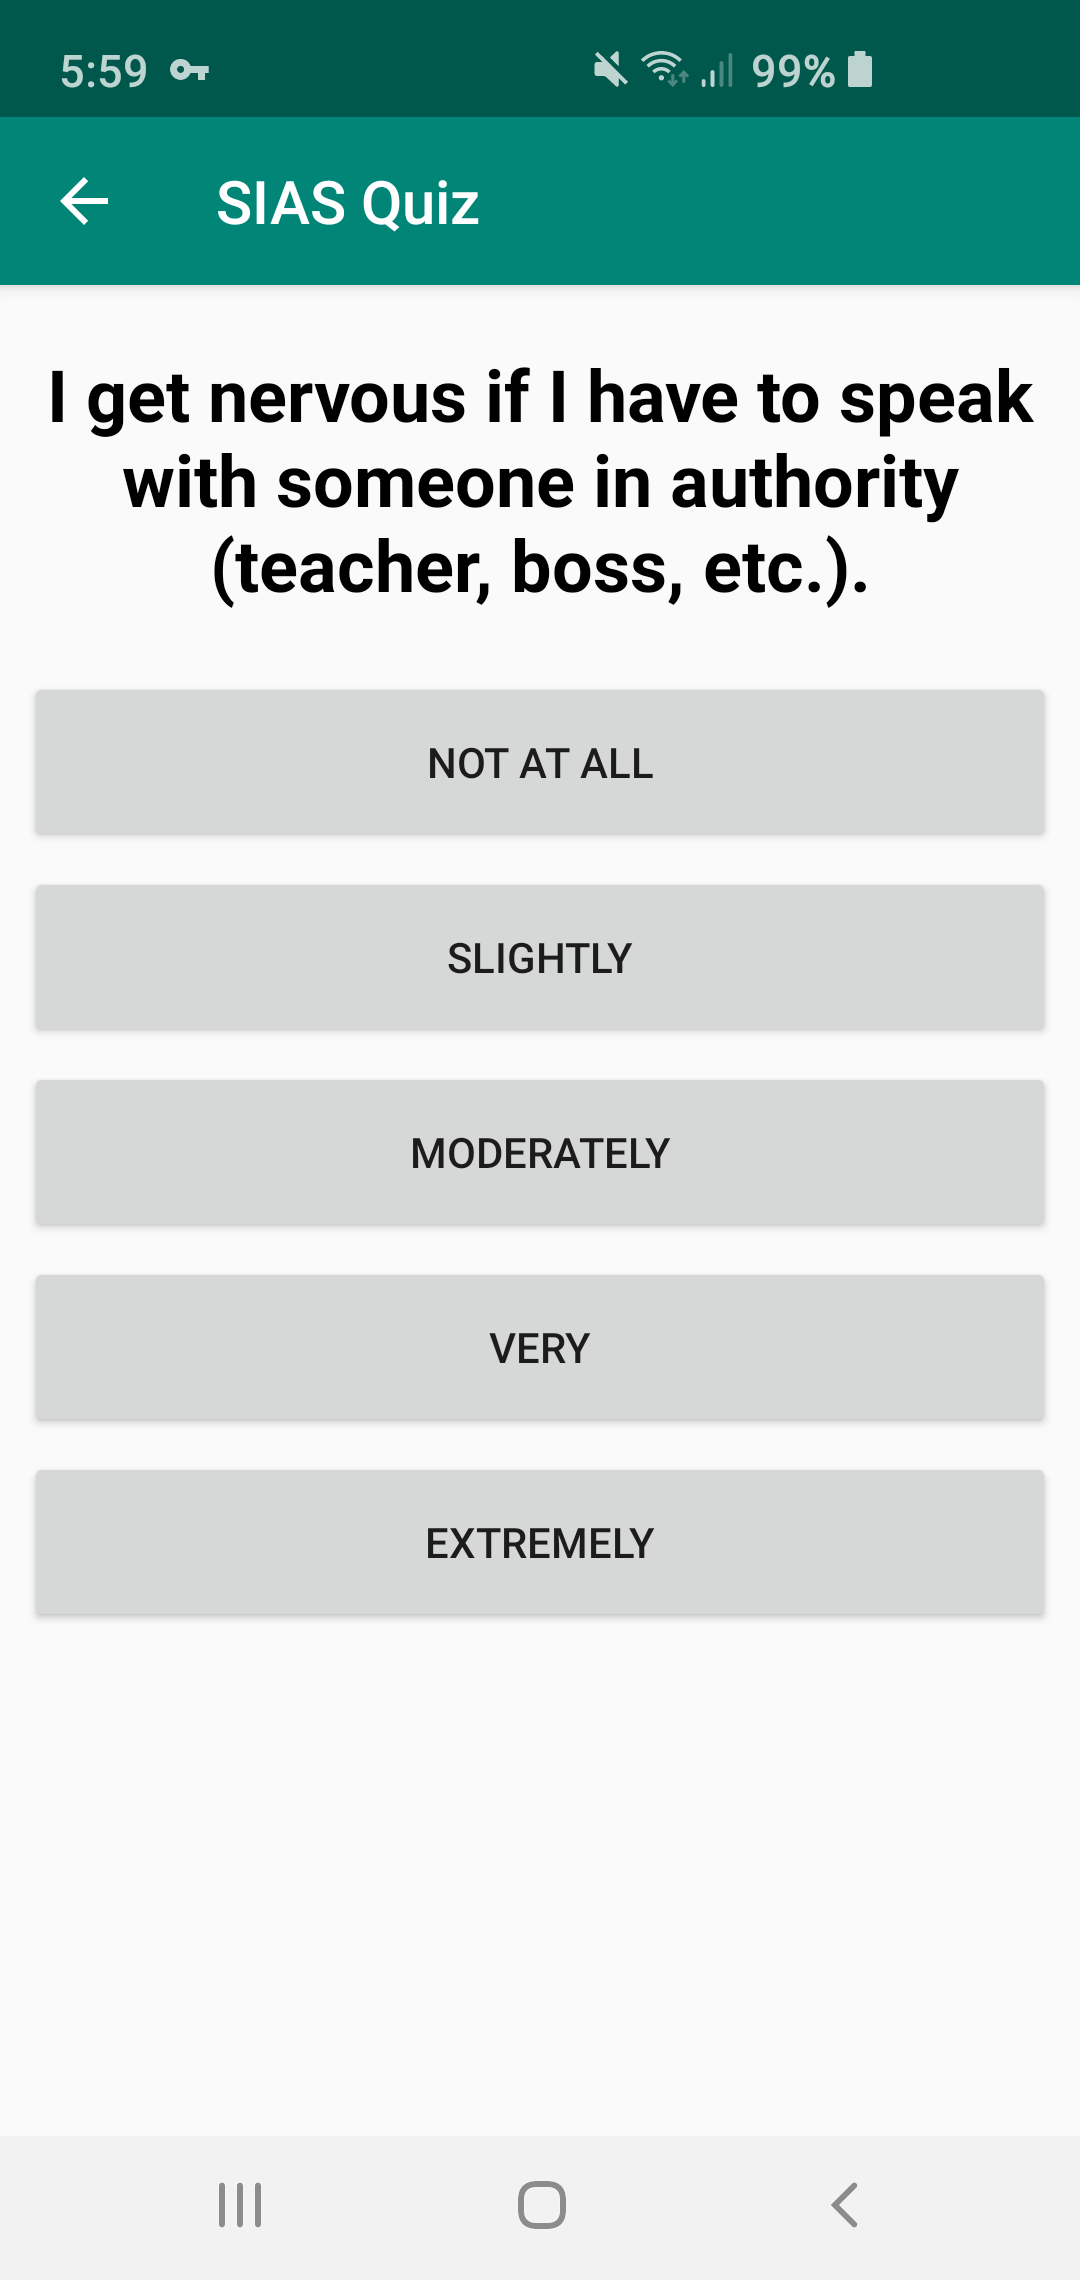 5:59 99%
SIAS Quiz
I get nervous if I have to speak
with someone in authority
(teacher, boss, etc.).
NOT AT ALL
SLIGHTLY
MODERATELY
VERY
EXTREMELY